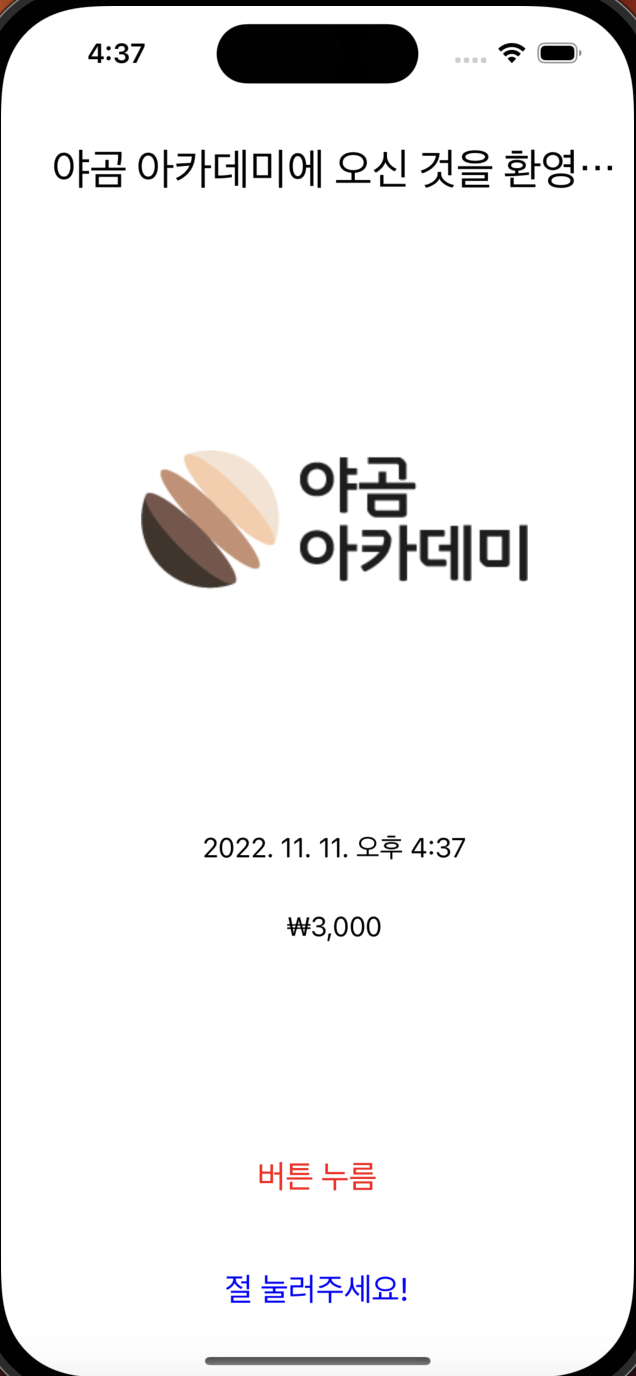 4:37
야곰 아카데미에 오신 것을 환영…
야곰
아카데미
2022. 11. 11. 오후 4:37
₩3,000
버튼 누름
절 눌러주세요!